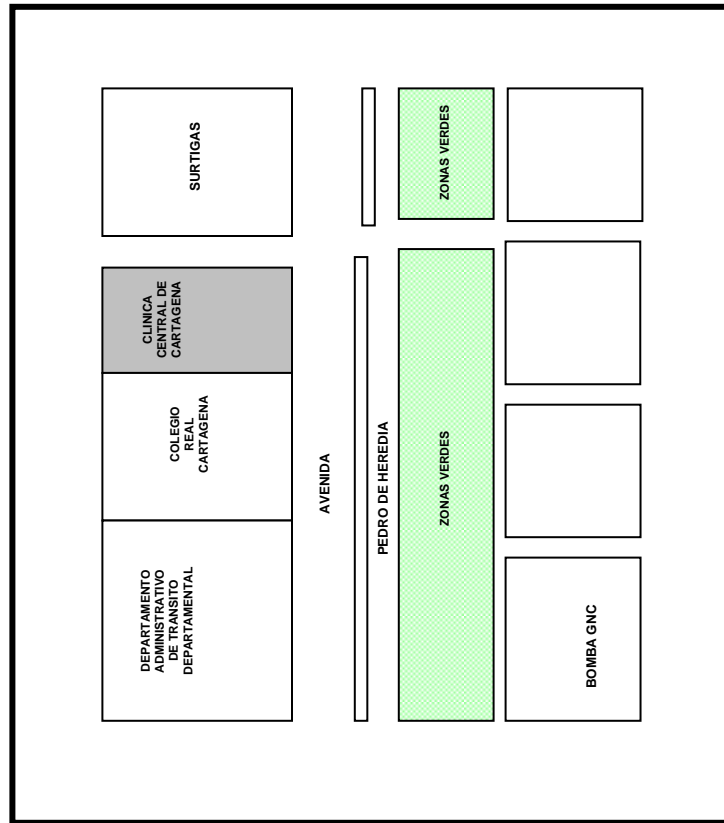 SURTIGAS
CLINICA
CENTRAL DE
CARTAGENA
COLEGIO
REAL
CARTAGENA
DEPARTAMENTO
ADMINISTRATIVO
DE TRANSITO
DEPARTAMENTAL
AVENIDA
PEDRO DE HEREDIA
ZONAS VERDES
ZONAS VERDES
BOMBA GNC